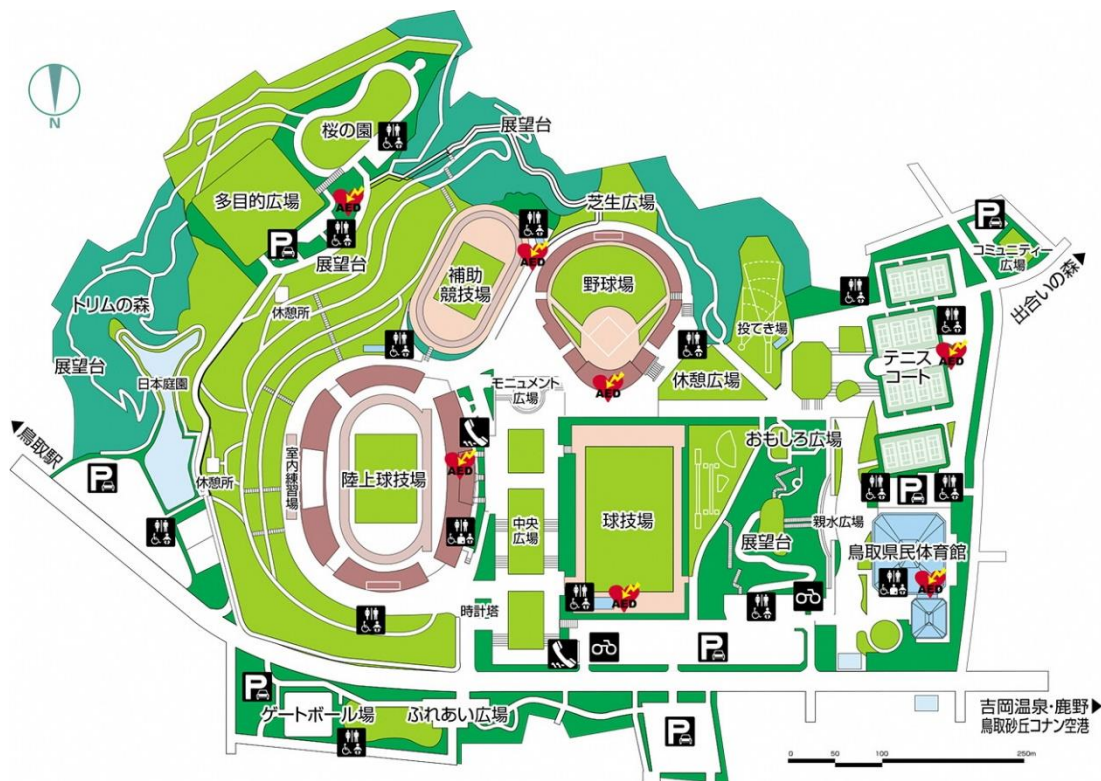 N
桜の園
展望台
多目的広場
AED
P
展望台
トリムの森
休憩所
展望台
日本庭園
鳥取駅
P
休憩所
補助
競技場
AED
芝生広場
野球場
AED
投てき場
休憩広場
モニュメント
広場
P
コミュニティー
広場
出合いの森
テニス
コート
AED
室内練習場
陸上球技場
AED
中央
広場
球技場
AED
おもしろ広場
展望台
親水広場
P
鳥取県民体育館
AED
時計塔
P
P
ゲートボール場
ふれあい広場
P
吉岡温泉・鹿野
鳥取砂丘コナン空港
0 50 100 250m